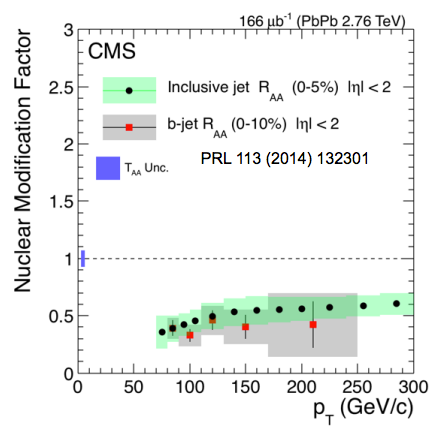 166 μb⁻¹ (PbPb 2.76 TeV)
CMS
Inclusive jet R_AA (0-5%) |η| < 2
b-jet R_AA (0-10%) |η| < 2
T_AA Unc.
PRL 113 (2014) 132301
Nuclear Modification Factor
3
2.5
2
1.5
1
0.5
0
0 50 100 150 200 250 300
p_T (GeV/c)